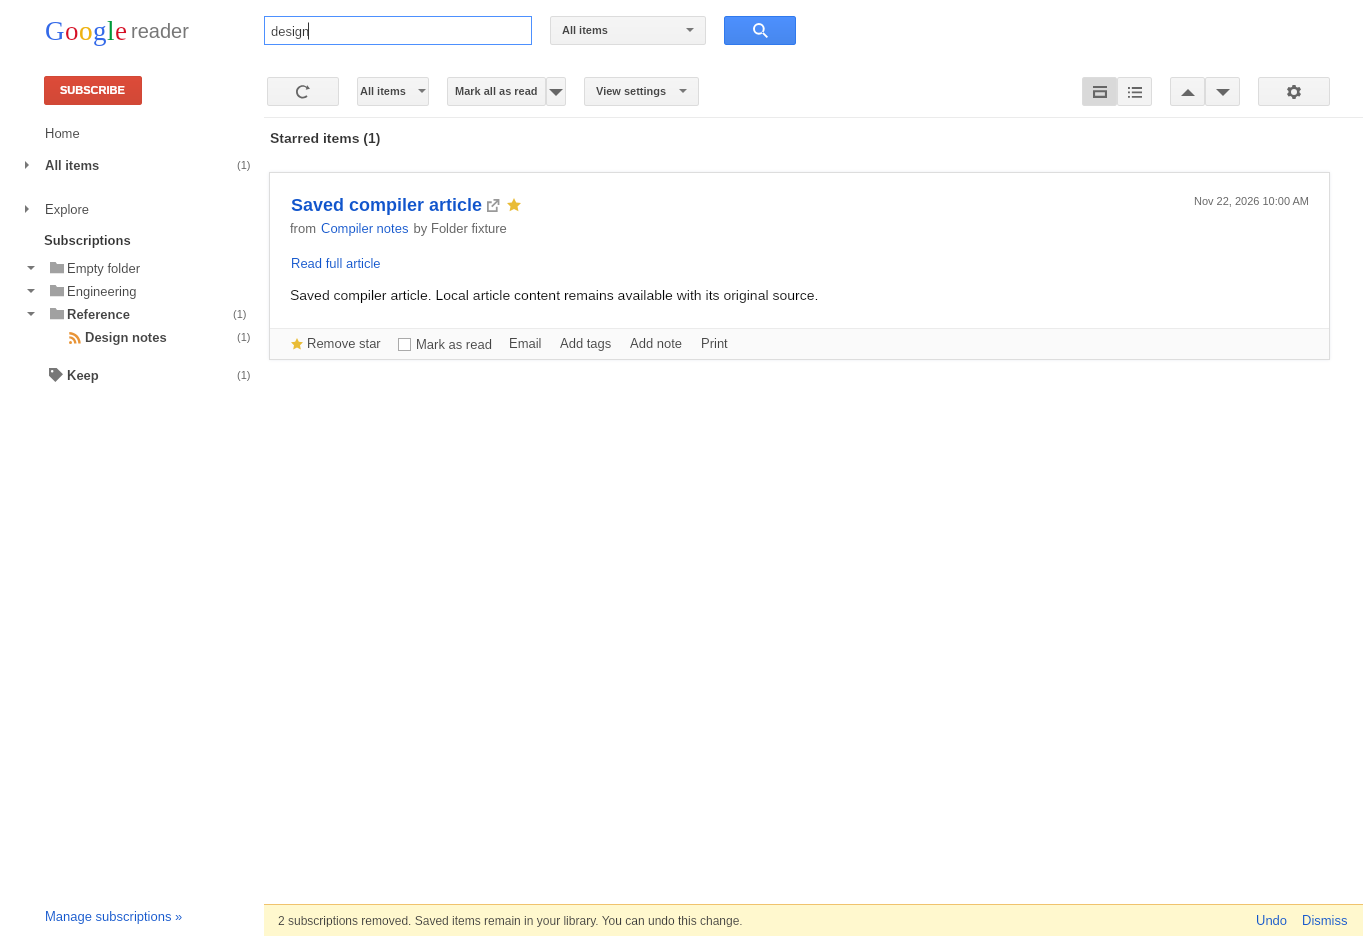 Google reader
design
All items
SUBSCRIBE
All items
Mark all as read
View settings
Home
All items (1)
Explore
Subscriptions
Empty folder
Engineering
Reference (1)
Design notes (1)
Keep (1)
Starred items (1)
Saved compiler article
Nov 22, 2026 10:00 AM
from Compiler notes by Folder fixture
Read full article
Saved compiler article. Local article content remains available with its original source.
Remove star Mark as read Email Add tags Add note Print
Manage subscriptions »
2 subscriptions removed. Saved items remain in your library. You can undo this change.
Undo Dismiss